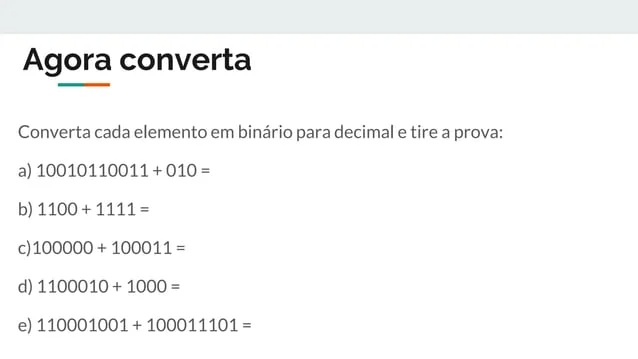 Agora converta
Converta cada elemento em binário para decimal e tire a prova:
a) 10010110011 + 010 =
b) 1100 + 1111 =
c)100000 + 100011 =
d) 1100010 + 1000 =
e) 110001001 + 100011101 =